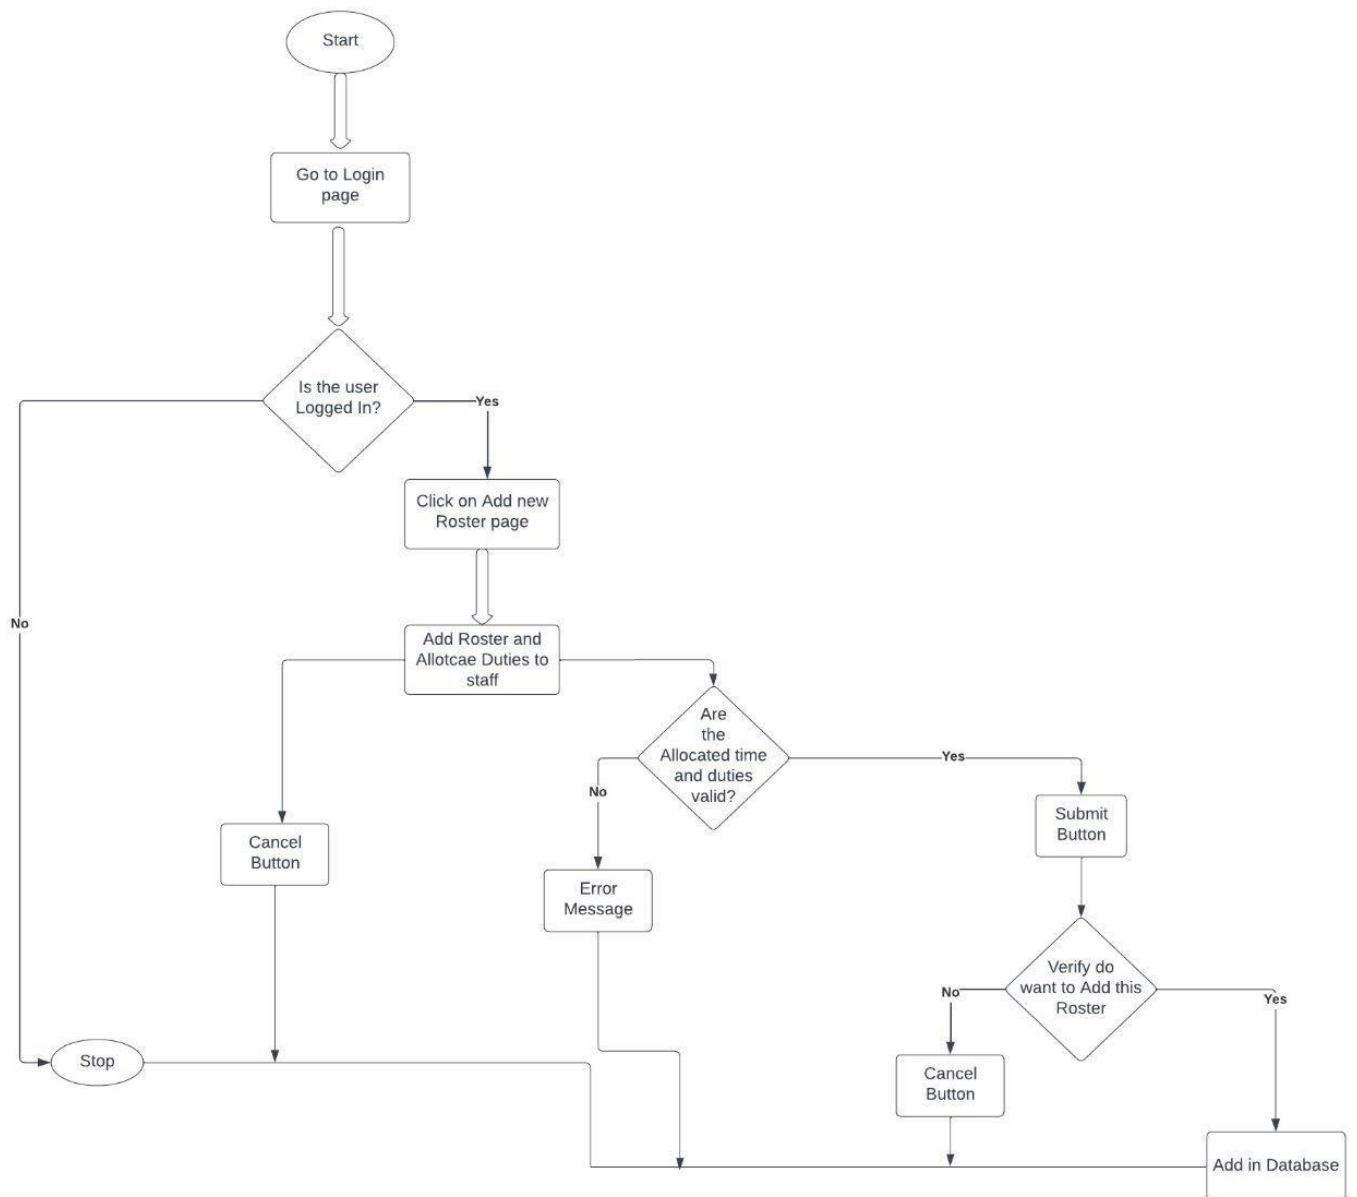 Start
Go to Login
page
Is the user
Logged In?
Yes
Click on Add new
Roster page
No
Add Roster and
Allotcae Duties to
staff
Are
the
Allocated time
and duties
valid?
Yes
No
Submit
Button
Cancel
Button
Error
Message
Verify do
want to Add this
Roster
No
Yes
Stop
Cancel
Button
Add in Database